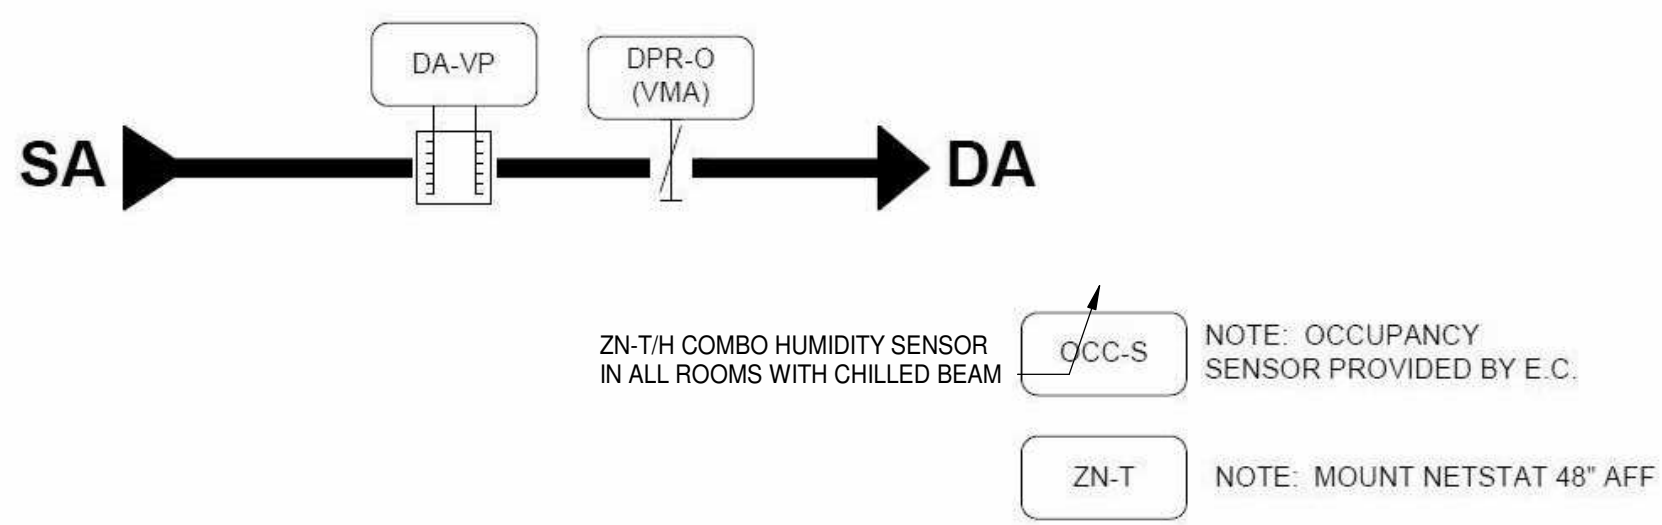 DA-VP
DPR-O
(VMA)
SA
DA
ZN-T/H COMBO HUMIDITY SENSOR
IN ALL ROOMS WITH CHILLED BEAM
OCC-S
NOTE: OCCUPANCY
SENSOR PROVIDED BY E.C.
ZN-T
NOTE: MOUNT NETSTAT 48" AFF